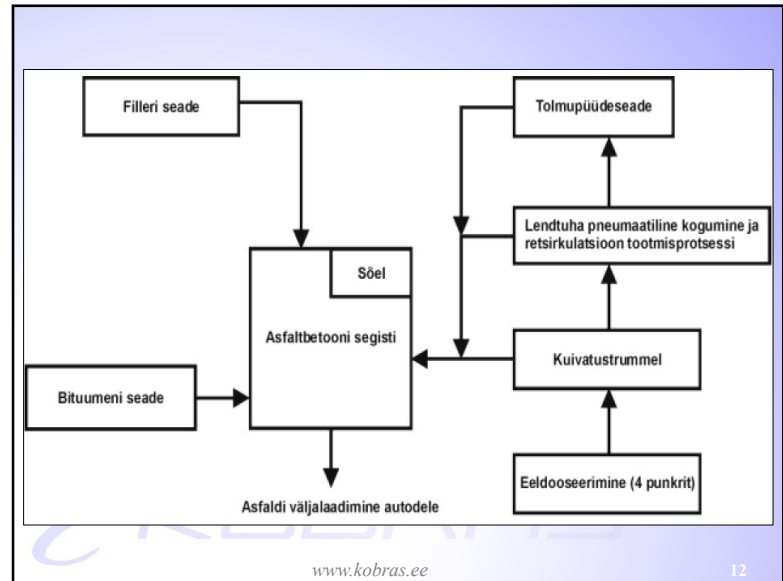 Filleri seade
Tolmupüüdeseade
Lendtuha pneumaatiline kogumine ja
retsirkulatsioon tootmisprotsessi
Sõel
Asfaltbetooni segisti
Kuivatustrummel
Bituumeni seade
Eeldooseerimine (4 punkrit)
Asfaldi väljalaadimine autodele
KOBRAS
www.kobras.ee
12